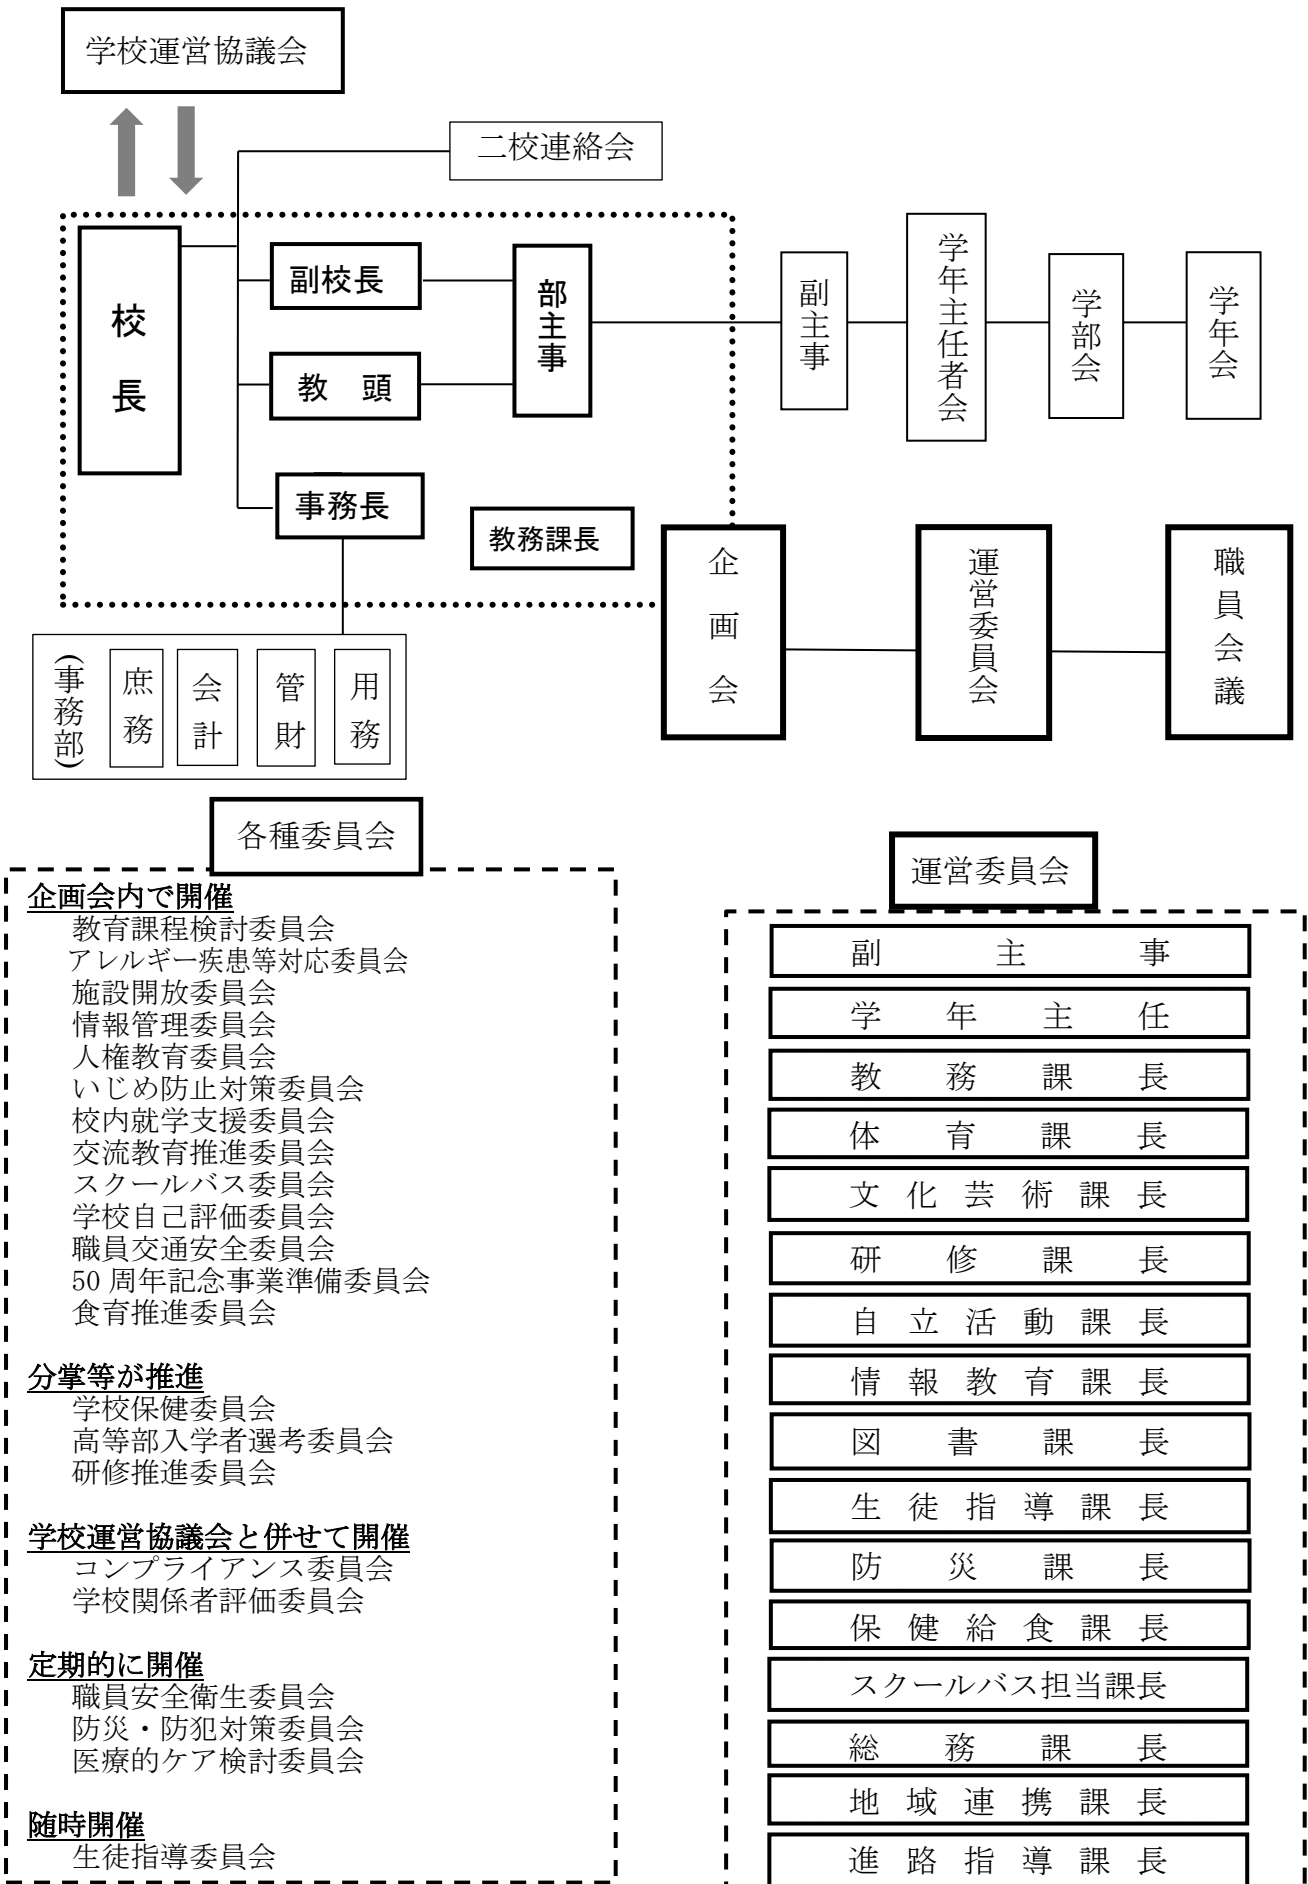 学校運営協議会
二校連絡会
校長
副校長
教　頭
事務長
部主事
教務課長
副主事
学年主任者会
学部会
学年会
企画会
運営委員会
職員会議
(事務部)
庶務
会計
管財
用務
各種委員会
企画会内で開催
教育課程検討委員会
アレルギー疾患等対応委員会
施設開放委員会
情報管理委員会
人権教育委員会
いじめ防止対策委員会
校内就学支援委員会
交流教育推進委員会
スクールバス委員会
学校自己評価委員会
職員交通安全委員会
50 周年記念事業準備委員会
食育推進委員会
分掌等が推進
学校保健委員会
高等部入学者選考委員会
研修推進委員会
学校運営協議会と併せて開催
コンプライアンス委員会
学校関係者評価委員会
定期的に開催
職員安全衛生委員会
防災・防犯対策委員会
医療的ケア検討委員会
随時開催
生徒指導委員会
運営委員会
副主事
学年主任
教務課長
体育課長
文化芸術課長
研修課長
自立活動課長
情報教育課長
図書課長
生徒指導課長
防災課長
保健給食課長
スクールバス担当課長
総務課長
地域連携課長
進路指導課長